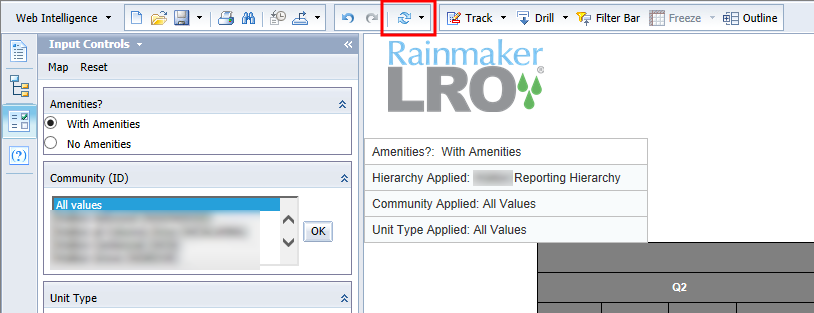 Web Intelligence
Track
Drill
Filter Bar
Freeze
Outline
Input Controls
Map Reset
Amenities?
With Amenities
No Amenities
Community (ID)
All values
OK
Unit Type
Rainmaker
LRO®
Amenities?: With Amenities
Hierarchy Applied: Reporting Hierarchy
Community Applied: All Values
Unit Type Applied: All Values
Q2